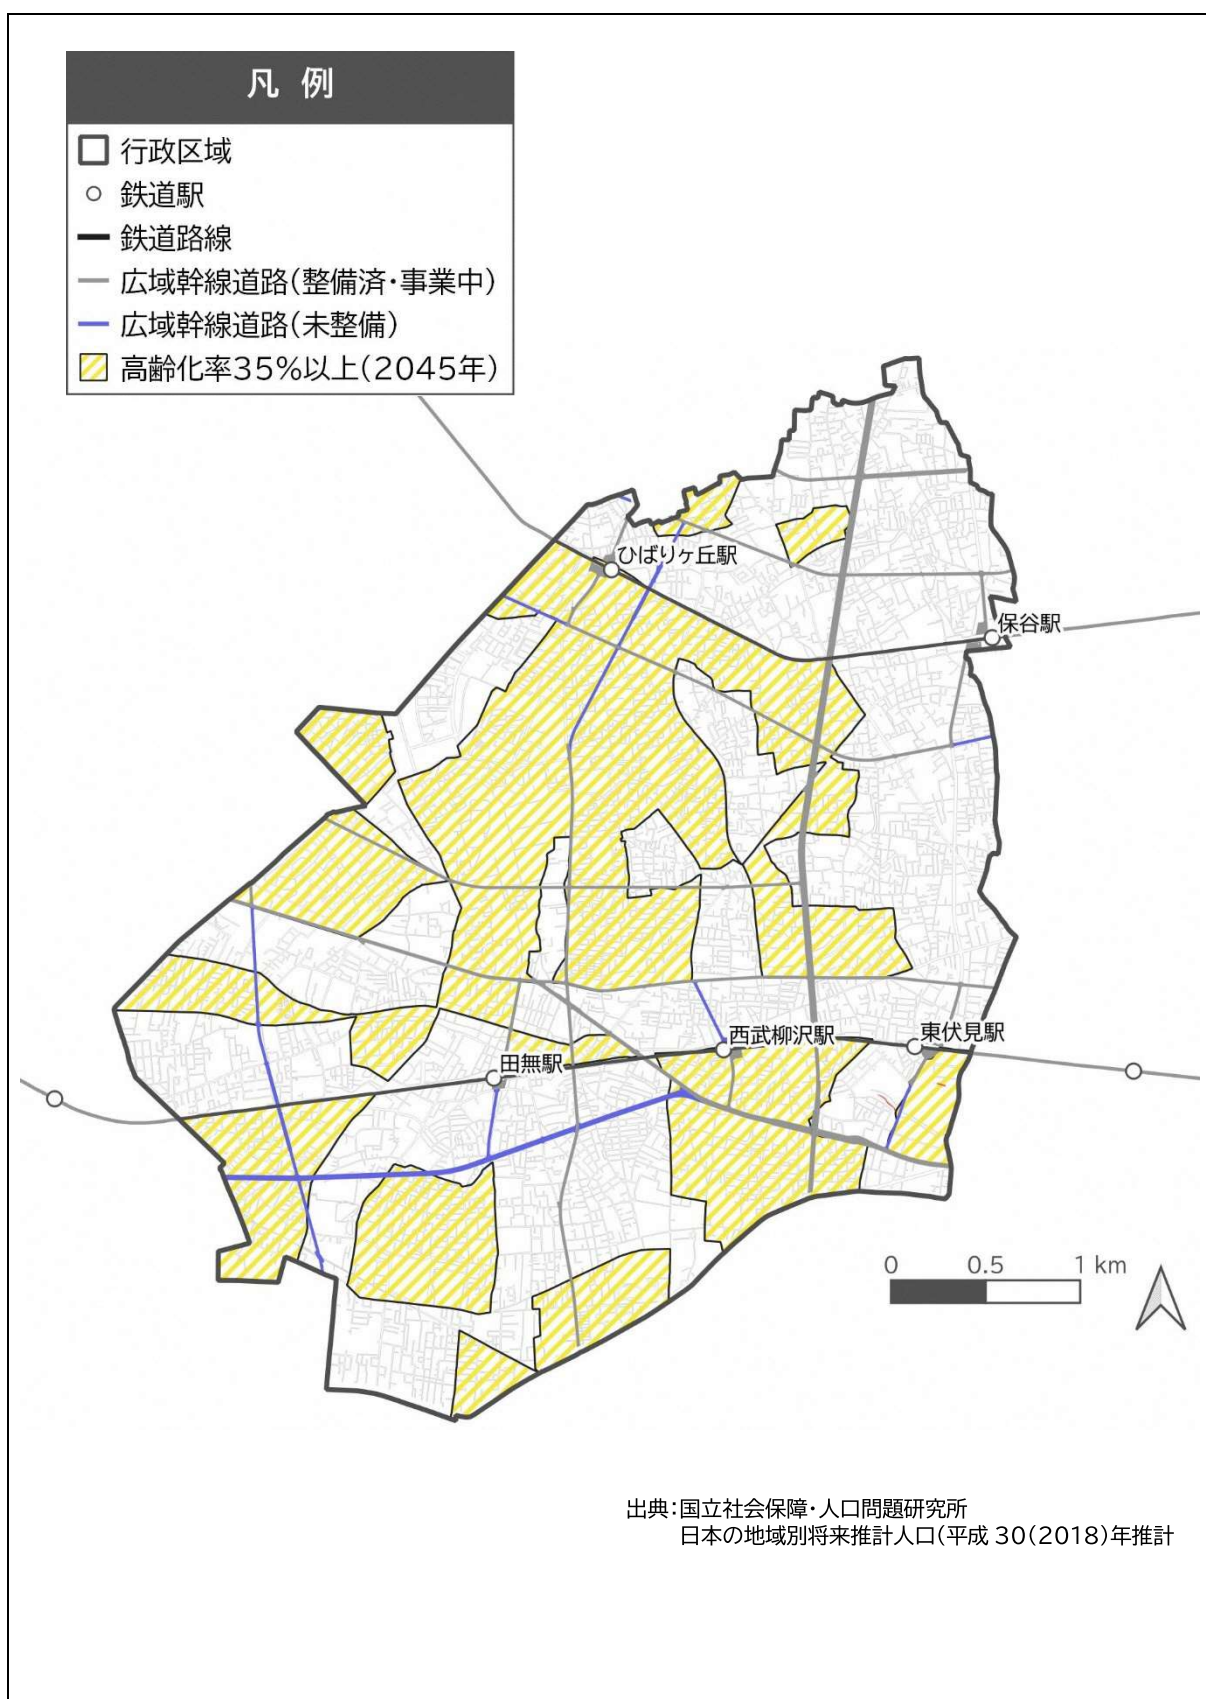 凡 例
行政区域
鉄道駅
鉄道路線
広域幹線道路(整備済・事業中)
広域幹線道路(未整備)
高齢化率35%以上(2045年)
ひばりヶ丘駅
保谷駅
西武柳沢駅
東伏見駅
田無駅
0 0.5 1 km
出典:国立社会保障・人口問題研究所
日本の地域別将来推計人口(平成 30(2018)年推計